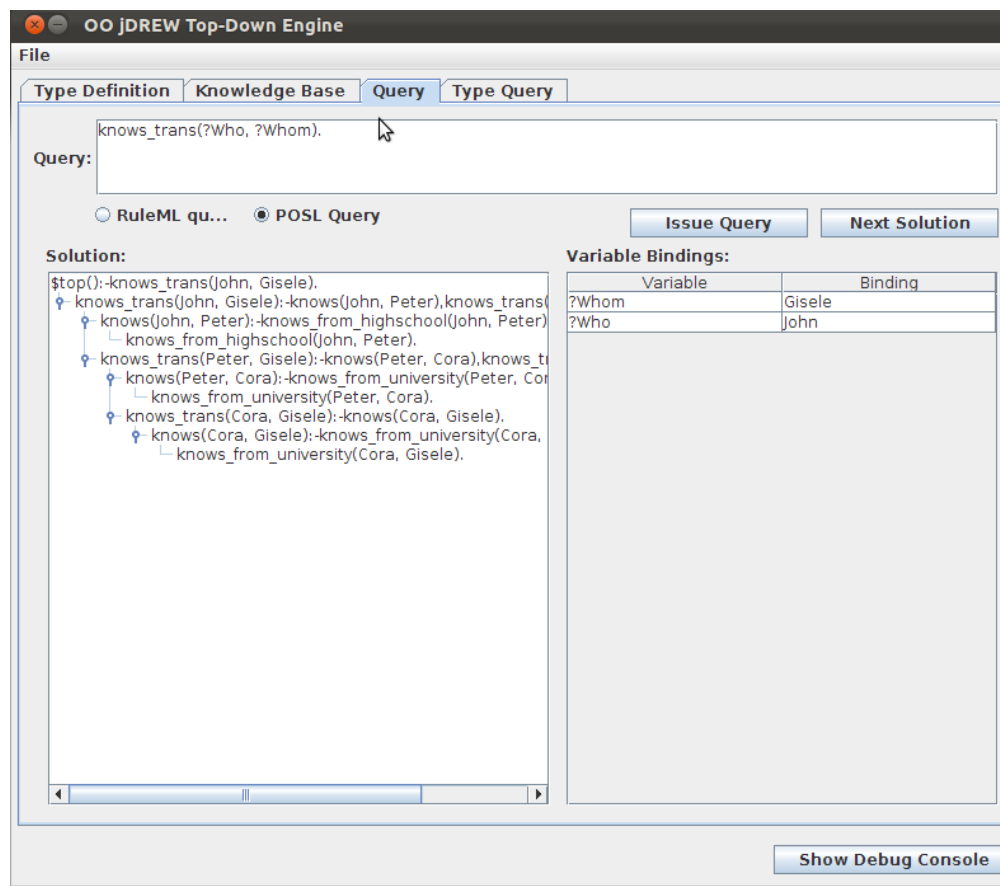 OO jDREW Top-Down Engine
File
Type Definition Knowledge Base Query Type Query
Query:
knows_trans(?Who, ?Whom).
RuleML qu... POSL Query
Issue Query Next Solution
Solution:
$top():-knows_trans(John, Gisele).
knows_trans(John, Gisele):-knows(John, Peter),knows_trans(
knows(John, Peter):-knows_from_highschool(John, Peter)
knows_from_highschool(John, Peter).
knows_trans(Peter, Gisele):-knows(Peter, Cora),knows_t
knows(Peter, Cora):-knows_from_university(Peter, Cor
knows_from_university(Peter, Cora).
knows_trans(Cora, Gisele):-knows(Cora, Gisele).
knows(Cora, Gisele):-knows_from_university(Cora,
knows_from_university(Cora, Gisele).
Variable Bindings:
Variable Binding
?Whom Gisele
?Who John
Show Debug Console